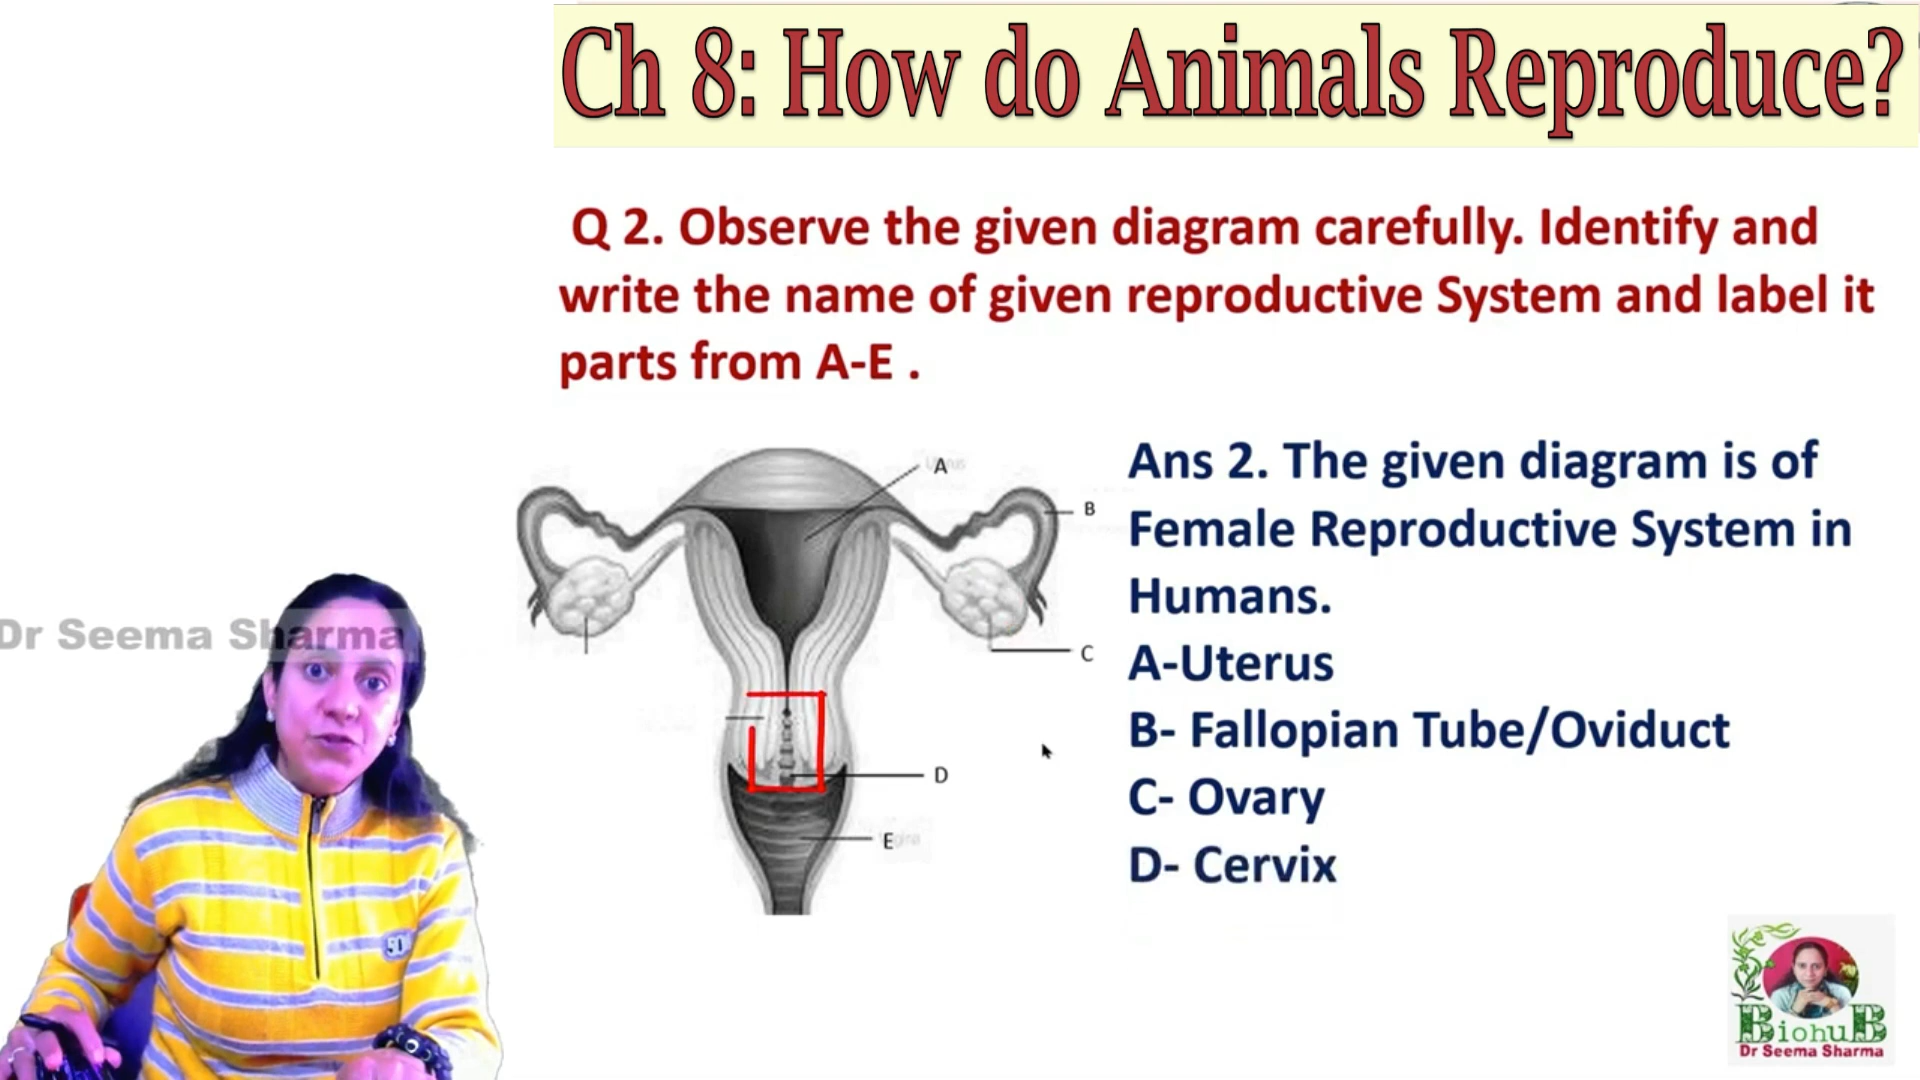 Ch 8: How do Animals Reproduce?
Q 2. Observe the given diagram carefully. Identify and
write the name of given reproductive System and label it
parts from A-E .
A
B
C
D
E
Ans 2. The given diagram is of
Female Reproductive System in
Humans.
A-Uterus
B- Fallopian Tube/Oviduct
C- Ovary
D- Cervix
Dr Seema Sharma
50
BiohuB
Dr Seema Sharma